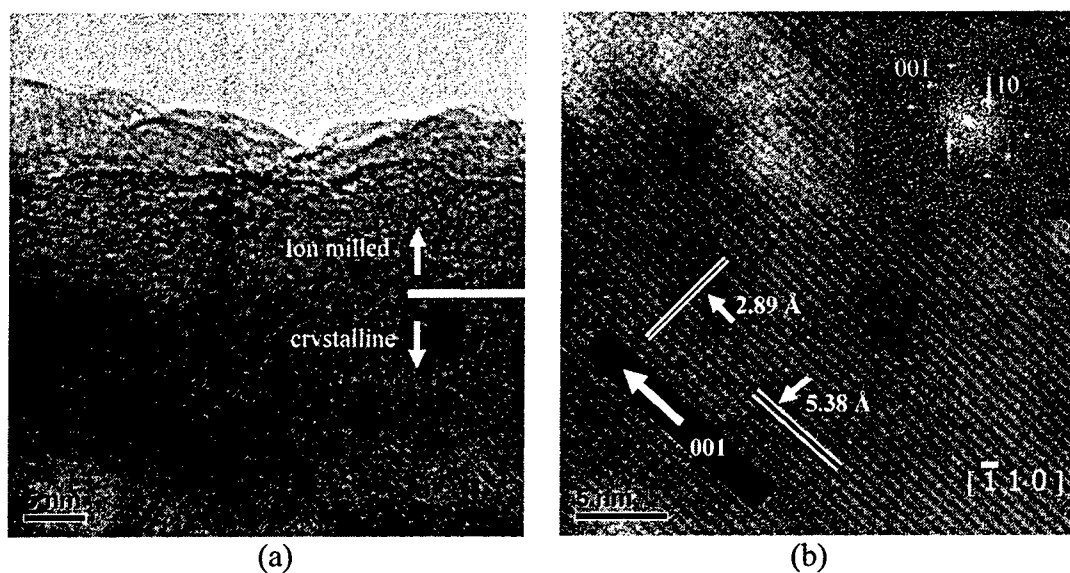 Ion milled
crystalline
5 nm
(a)
001
110
2.89 Å
5.38 Å
001
[1̅ 1 0]
5 nm
(b)